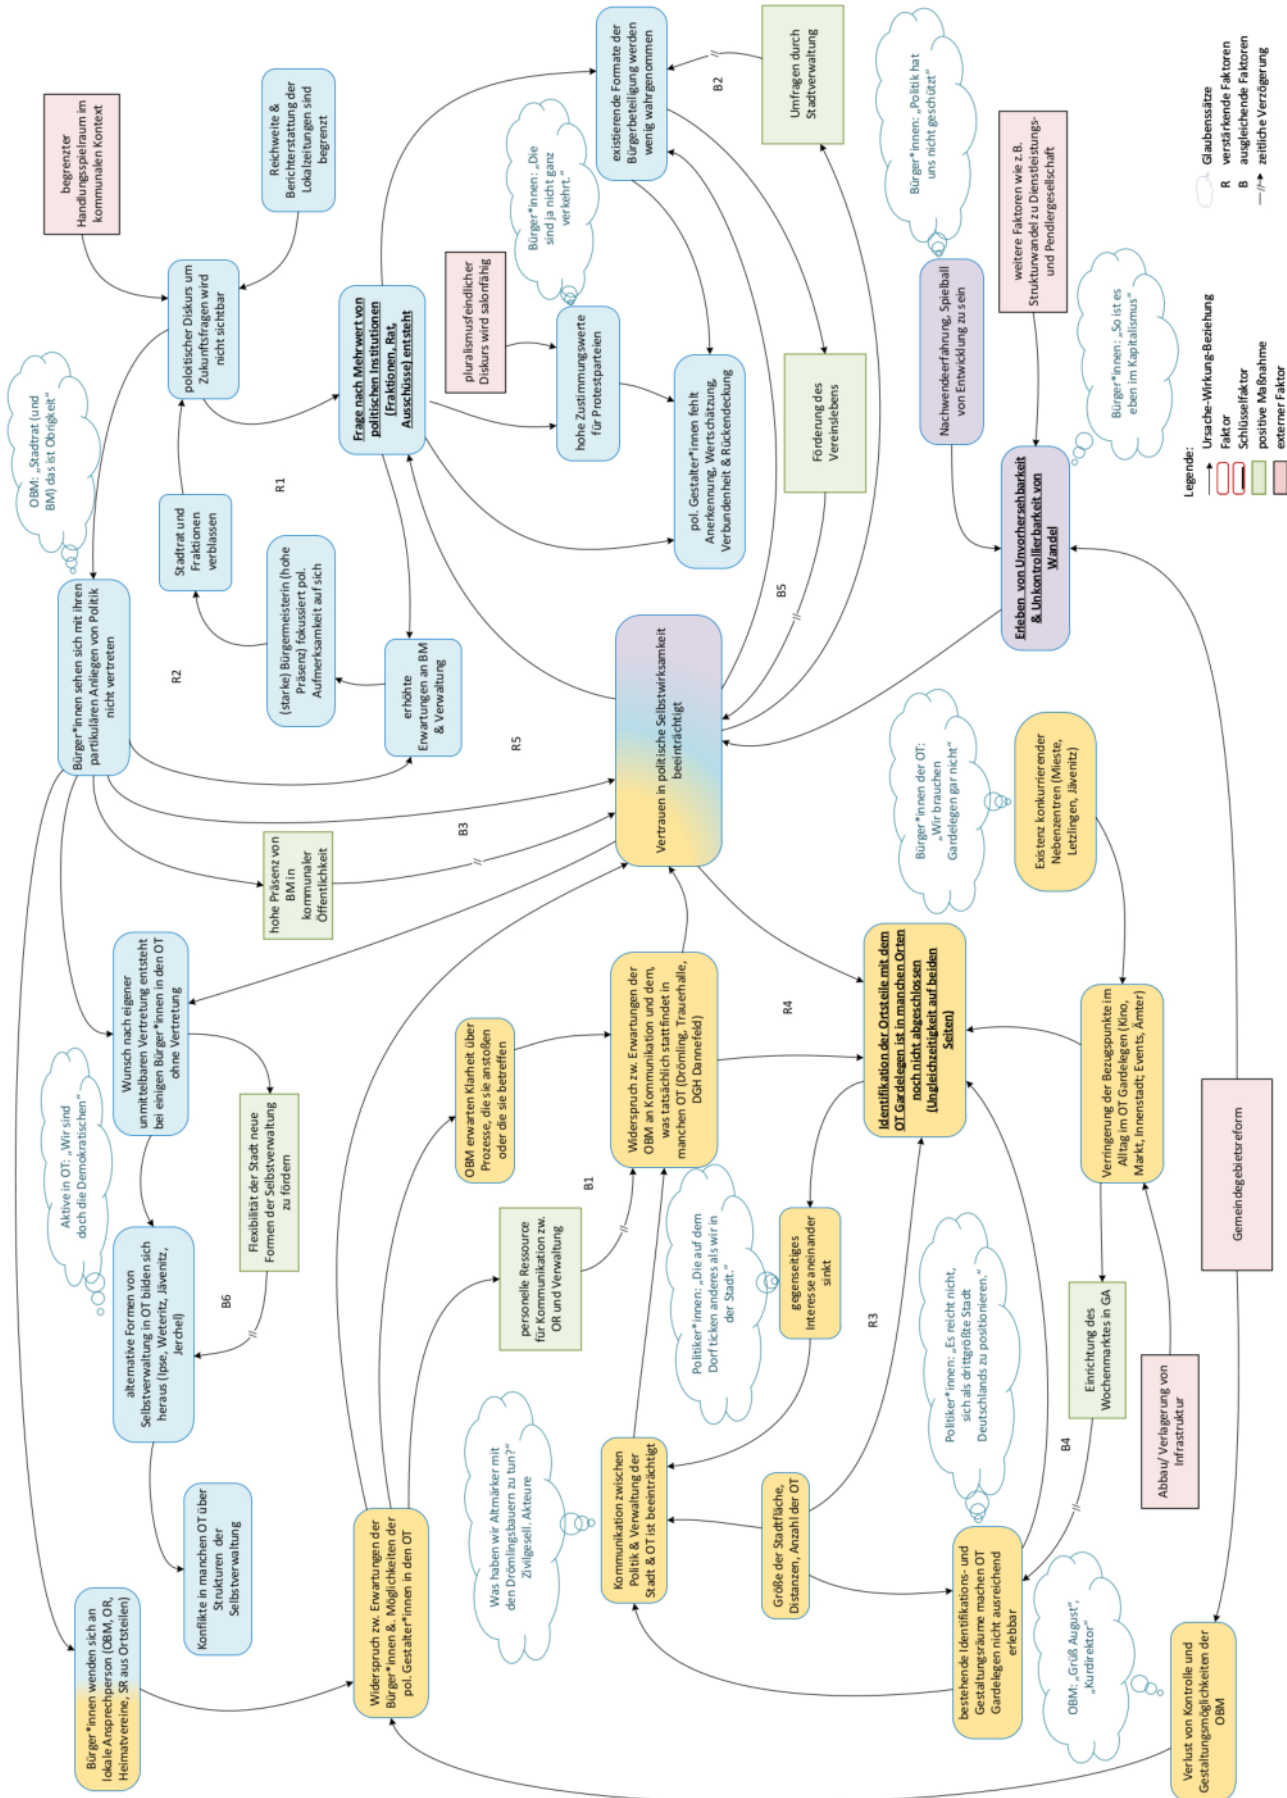 Bürger*innen wenden sich an
lokale Ansprechperson (OBM, OR,
Heimatvereine, SR aus Ortsteilen)
Aktive in OT: „Wir sind
doch die Demokratischen"
OBM: „Stadtrat (und
BM) das ist Obrigkeit"
begrenzter
Handlungsspielraum im
kommunalen Kontext
Konflikte in manchen OT über
Strukturen der
Selbstverwaltung
alternative Formen von
Selbstverwaltung in OT bilden sich
heraus (Ipse, Weteritz, Jävenitz,
Jerchel)
Wunsch nach eigener
unmittelbaren Vertretung entsteht
bei einigen Bürger*innen in den OT
ohne Vertretung
Bürger*innen sehen sich mit ihren
partikulären Anliegen von Politik
nicht vertreten
poloitischer Diskurs um
Zukunftsfragen wird
nicht sichtbar
Reichweite &
Berichterstattung der
Lokalzeitungen sind
begrenzt
B6
Flexibilität der Stadt neue
Formen der Selbstverwaltung
zu fördern
R2
Stadtrat und
Fraktionen
verblassen
R1
hohe Präsenz von
BM in
kommunaler
Öffentlichkeit
(starke) Bürgermeisterin (hohe
Präsenz) fokussiert pol.
Aufmerksamkeit auf sich
Widerspruch zw. Erwartungen der
Bürger*innen &. Möglichkeiten der
pol. Gestalter*innen in den OT
erhöhte
Erwartungen an BM
& Verwaltung
Frage nach Mehrwert von
politischen Institutionen
(Fraktionen, Rat,
Ausschüsse) entsteht
OBM erwarten Klarheit über
Prozesse, die sie anstoßen
oder die sie betreffen
B3
R5
pluralismusfeindlicher
Diskurs wird salonfähig
Was haben wir Altmärker mit
den Drömlingsbauern zu tun?"
Zivilgesell. Akteure
personelle Ressource
für Kommunikation zw.
OR und Verwaltung
B1
Bürger*innen: „Die
sind ja nicht ganz
verkehrt."
hohe Zustimmungswerte
für Protestparteien
Kommunikation zwischen
Politik & Verwaltung der
Stadt & OT ist beeinträchtigt
Widerspruch zw. Erwartungen der
OBM an Kommunikation und dem,
was tatsächlich stattfindet in
manchen OT (Drömling, Trauerhalle,
DGH Dannefeld)
Vertrauen in politische Selbstwirksamkeit
beeinträchtigt
existierende Formate der
Bürgerbeteiligung werden
wenig wahrgenommen
Politiker*innen: „Die auf dem
Dorf ticken anderes als wir in
der Stadt."
pol. Gestalter*innen fehlt
Anerkennung, Wertschätzung,
Verbundenheit & Rückendeckung
B2
Größe der Stadtfläche,
Distanzen, Anzahl der OT
gegenseitiges
Interesse aneinander
sinkt
R4
B5
Förderung des
Vereinslebens
Umfragen durch
Stadtverwaltung
R3
Identifikation der Ortsteile mit dem
OT Gardelegen ist in manchen Orten
noch nicht abgeschlossen
(Ungleichzeitigkeit auf beiden
Seiten)
Bürger*innen der OT:
„Wir brauchen
Gardelegen gar nicht"
Bürger*innen: „Politik hat
uns nicht geschützt"
Politiker*innen: „Es reicht nicht,
sich als drittgrößte Stadt
Deutschlands zu positionieren."
bestehende Identifikations- und
Gestaltungsräume machen OT
Gardelegen nicht ausreichend
erlebbar
Nachwendeerfahrung, Spielball
von Entwicklung zu sein
Existenz konkurrierender
Nebenzentren (Mieste,
Letzlingen, Jävenitz)
Erleben von Unvorhersehbarkeit
& Unkontrollierbarkeit von
Wandel
weitere Faktoren wie z.B.
Strukturwandel zu Dienstleistungs-
und Pendlergesellschaft
OBM: „Grüß August",
„Kurdirektor"
B4
Einrichtung des
Wochenmarktes in GA
Verringerung der Bezugspunkte im
Alltag im OT Gardelegen (Kino,
Markt, Innenstadt; Events, Ämter)
Bürger*innen: „So ist es
eben im Kapitalismus"
Verlust von Kontrolle und
Gestaltungsmöglichkeiten der
OBM
Abbau/ Verlagerung von
Infrastruktur
Gemeindegebietsreform
Legende:
Ursache-Wirkung-Beziehung
Faktor
Schlüsselfaktor
positive Maßnahme
externer Faktor
Glaubenssätze
R verstärkende Faktoren
B ausgleichende Faktoren
zeitliche Verzögerung